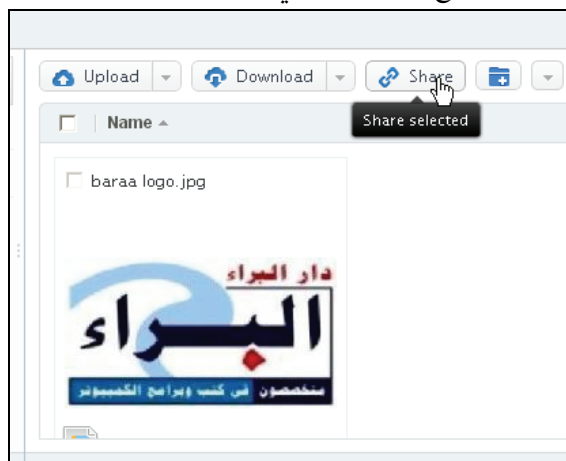 Upload Download Share
Name Share selected
baraa logo.jpg
دار البراء
البراء
متخصصون في كتب وبرامج الكمبيوتر